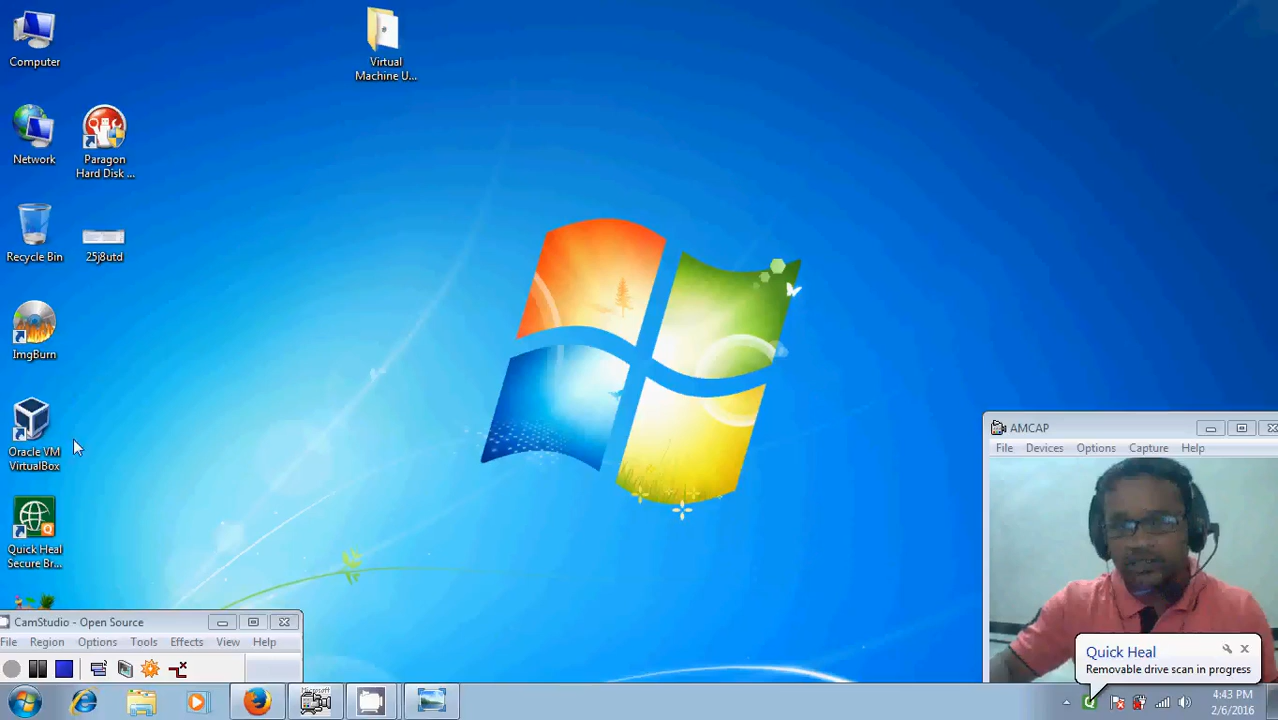 Computer
Virtual
Machine U...
Network
Paragon
Hard Disk ...
Recycle Bin
25j8utd
ImgBurn
Oracle VM
VirtualBox
Quick Heal
Secure Br...
AMCAP
File Devices Options Capture Help
CamStudio - Open Source
File Region Options Tools Effects View Help
Quick Heal
Removable drive scan in progress
Microsoft
4:43 PM
2/6/2016